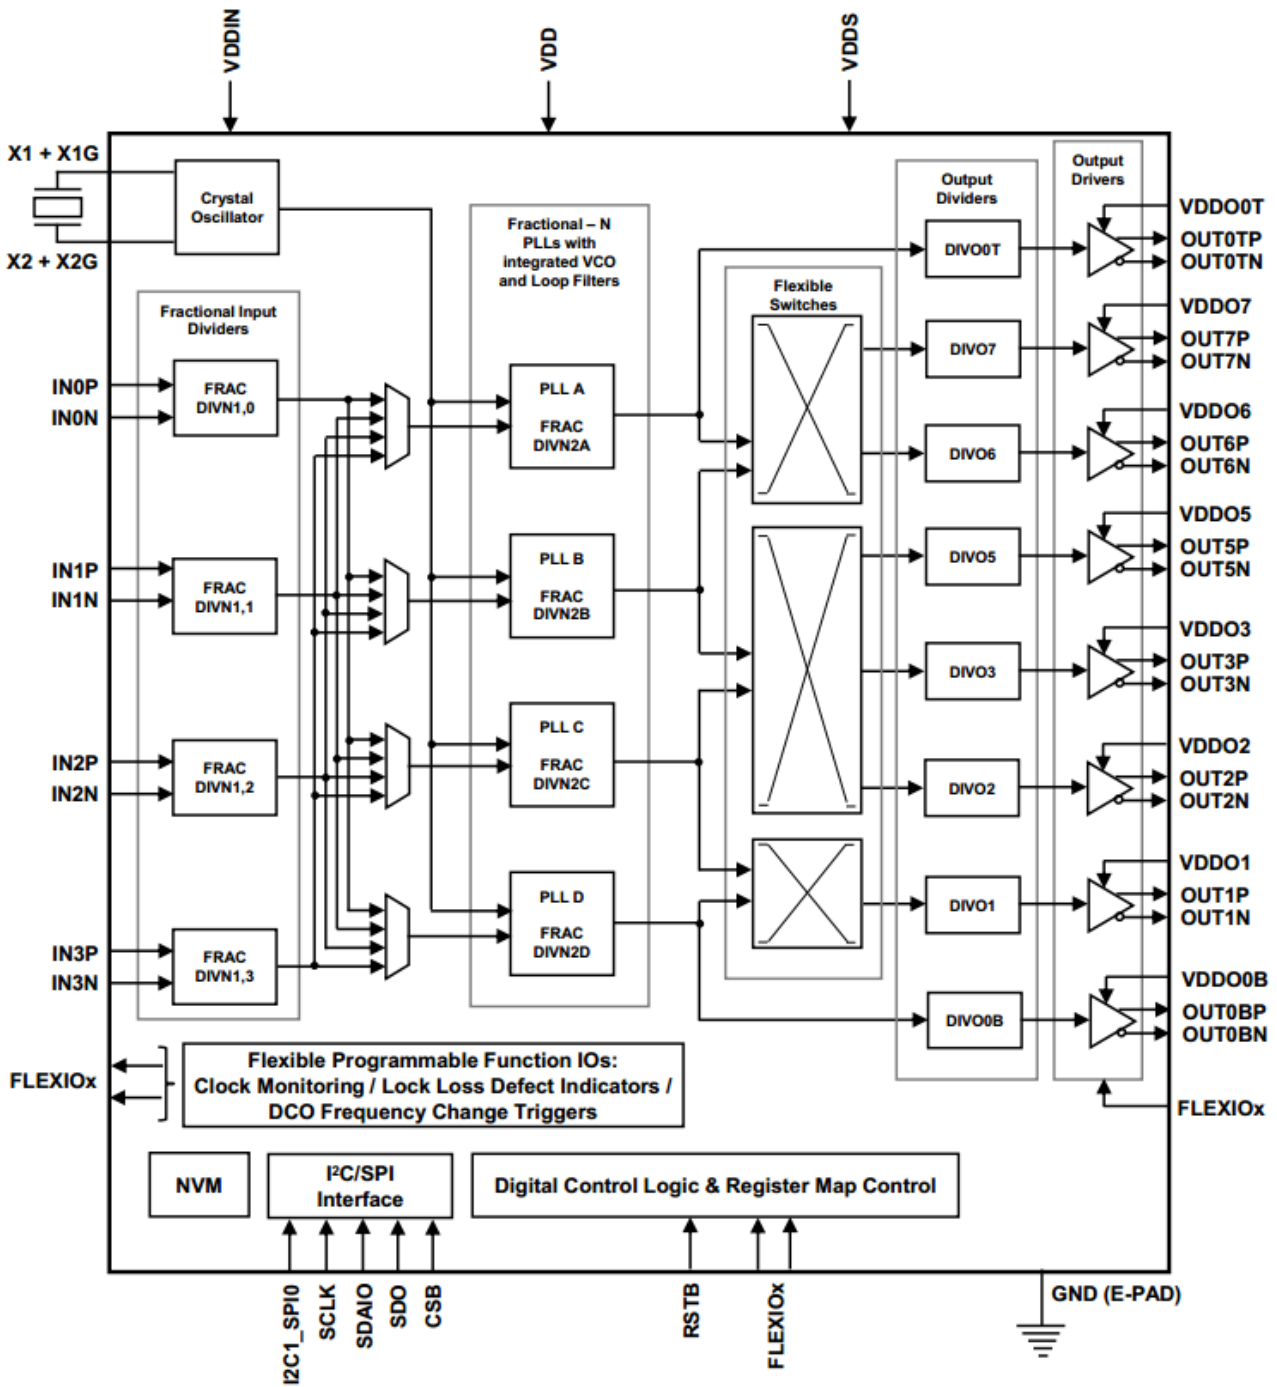 VDDIN
VDD
VDDS
X1 + X1G
X2 + X2G
Crystal
Oscillator
Fractional Input
Dividers
IN0P
IN0N
FRAC
DIVN1,0
IN1P
IN1N
FRAC
DIVN1,1
IN2P
IN2N
FRAC
DIVN1,2
IN3P
IN3N
FRAC
DIVN1,3
Fractional – N
PLLs with
integrated VCO
and Loop Filters
PLL A
FRAC
DIVN2A
PLL B
FRAC
DIVN2B
PLL C
FRAC
DIVN2C
PLL D
FRAC
DIVN2D
Flexible
Switches
Output
Dividers
DIVO0T
DIVO7
DIVO6
DIVO5
DIVO3
DIVO2
DIVO1
DIVO0B
Output
Drivers
VDDO0T
OUT0TP
OUT0TN
VDDO7
OUT7P
OUT7N
VDDO6
OUT6P
OUT6N
VDDO5
OUT5P
OUT5N
VDDO3
OUT3P
OUT3N
VDDO2
OUT2P
OUT2N
VDDO1
OUT1P
OUT1N
VDDO0B
OUT0BP
OUT0BN
FLEXIOx
FLEXIOx
Flexible Programmable Function IOs:
Clock Monitoring / Lock Loss Defect Indicators /
DCO Frequency Change Triggers
NVM
I²C/SPI
Interface
Digital Control Logic & Register Map Control
I2C1_SPI0
SCLK
SDAIO
SDO
CSB
RSTB
FLEXIOx
GND (E-PAD)